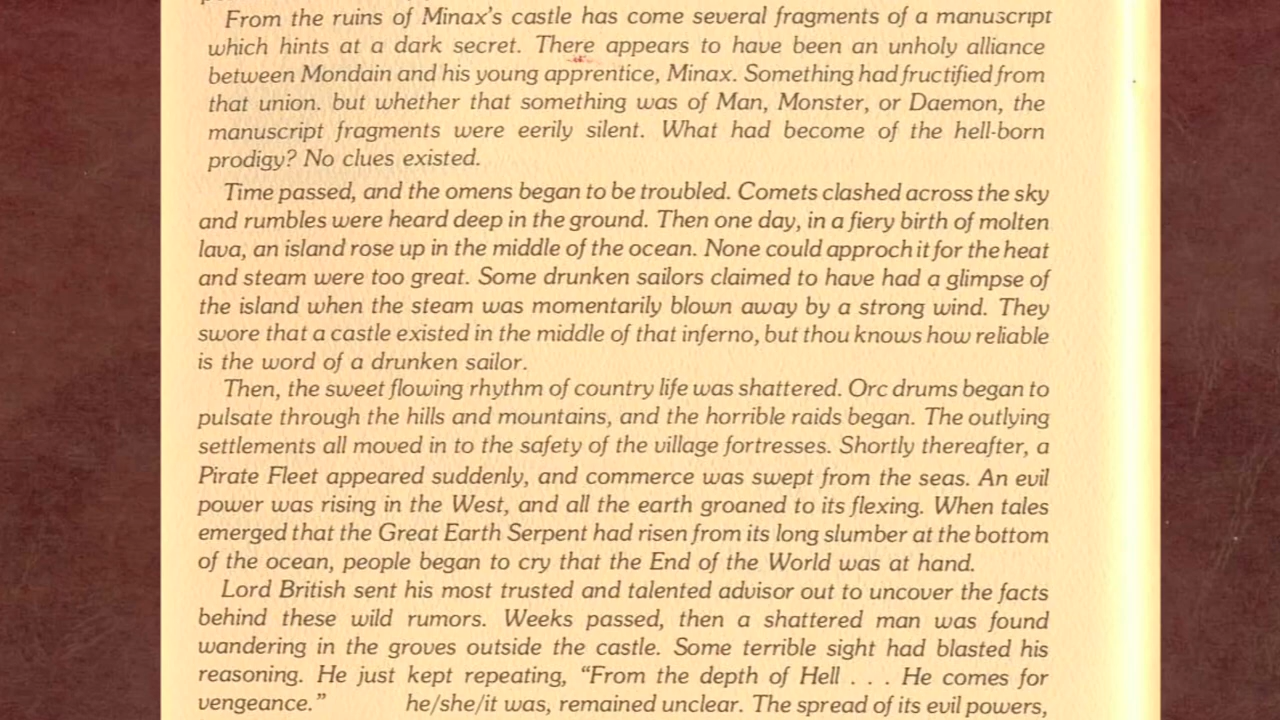 From the ruins of Minax's castle has come several fragments of a manuscript
which hints at a dark secret. There appears to have been an unholy alliance
between Mondain and his young apprentice, Minax. Something had fructified from
that union. but whether that something was of Man, Monster, or Daemon, the
manuscript fragments were eerily silent. What had become of the hell-born
prodigy? No clues existed.
Time passed, and the omens began to be troubled. Comets clashed across the sky
and rumbles were heard deep in the ground. Then one day, in a fiery birth of molten
lava, an island rose up in the middle of the ocean. None could approch it for the heat
and steam were too great. Some drunken sailors claimed to have had a glimpse of
the island when the steam was momentarily blown away by a strong wind. They
swore that a castle existed in the middle of that inferno, but thou knows how reliable
is the word of a drunken sailor.
Then, the sweet flowing rhythm of country life was shattered. Orc drums began to
pulsate through the hills and mountains, and the horrible raids began. The outlying
settlements all moved in to the safety of the village fortresses. Shortly thereafter, a
Pirate Fleet appeared suddenly, and commerce was swept from the seas. An evil
power was rising in the West, and all the earth groaned to its flexing. When tales
emerged that the Great Earth Serpent had risen from its long slumber at the bottom
of the ocean, people began to cry that the End of the World was at hand.
Lord British sent his most trusted and talented advisor out to uncover the facts
behind these wild rumors. Weeks passed, then a shattered man was found
wandering in the groves outside the castle. Some terrible sight had blasted his
reasoning. He just kept repeating, “From the depth of Hell . . . He comes for
vengeance.” he/she/it was, remained unclear. The spread of its evil powers,